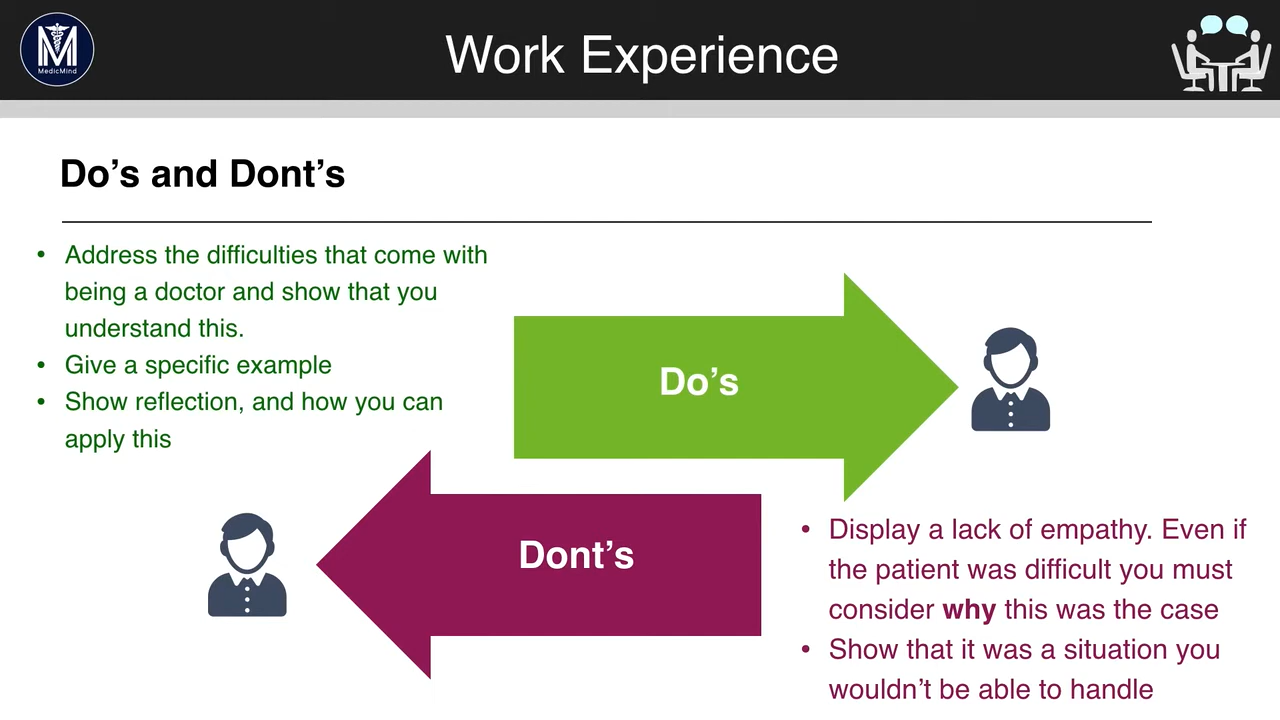 MedicMind
Work Experience
Do’s and Dont’s
• Address the difficulties that come with
being a doctor and show that you
understand this.
• Give a specific example
• Show reflection, and how you can
apply this
Do’s
Dont’s
• Display a lack of empathy. Even if
the patient was difficult you must
consider why this was the case
• Show that it was a situation you
wouldn’t be able to handle